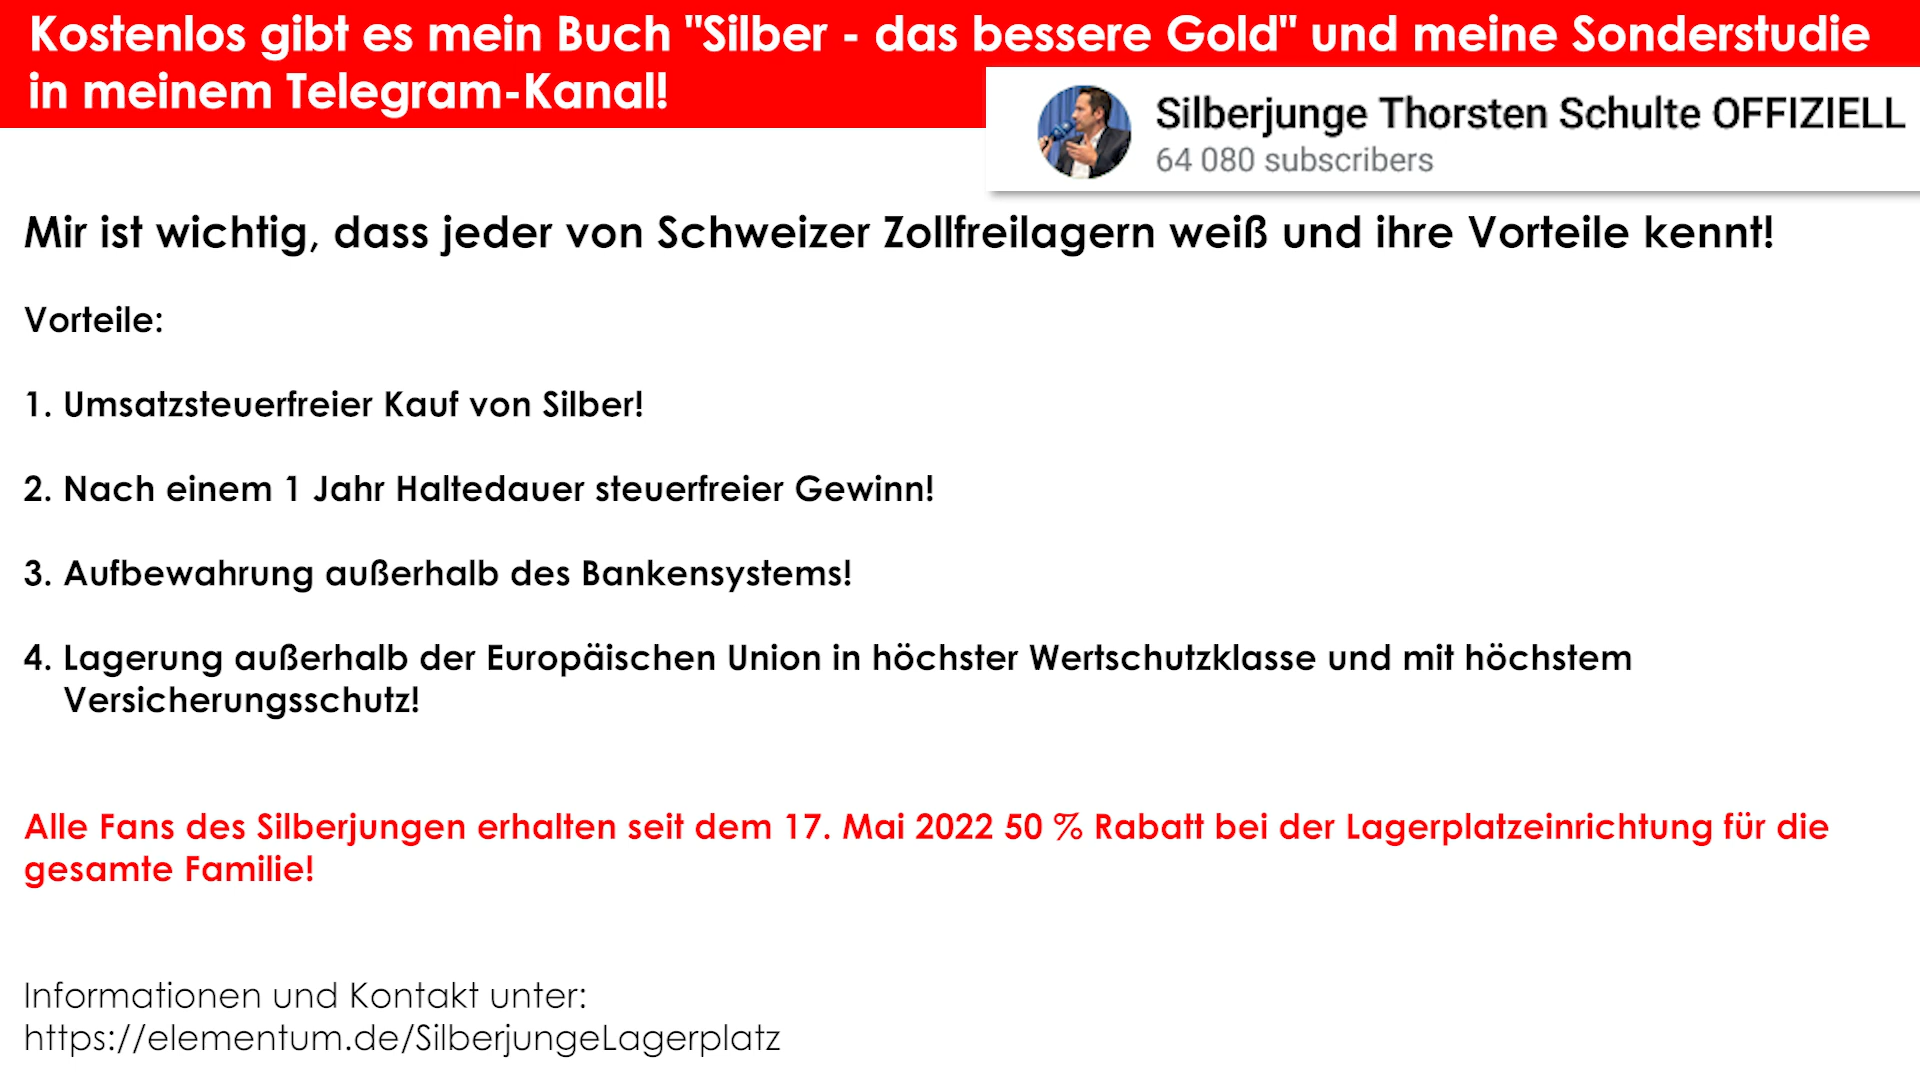 Kostenlos gibt es mein Buch "Silber - das bessere Gold" und meine Sonderstudie
in meinem Telegram-Kanal!
Silberjunge Thorsten Schulte OFFIZIELL
64 080 subscribers
Mir ist wichtig, dass jeder von Schweizer Zollfreilagern weiß und ihre Vorteile kennt!
Vorteile:
1. Umsatzsteuerfreier Kauf von Silber!
2. Nach einem 1 Jahr Haltedauer steuerfreier Gewinn!
3. Aufbewahrung außerhalb des Bankensystems!
4. Lagerung außerhalb der Europäischen Union in höchster Wertschutzklasse und mit höchstem
Versicherungsschutz!
Alle Fans des Silberjungen erhalten seit dem 17. Mai 2022 50 % Rabatt bei der Lagerplatzeinrichtung für die
gesamte Familie!
Informationen und Kontakt unter:
https://elementum.de/SilberjungeLagerplatz